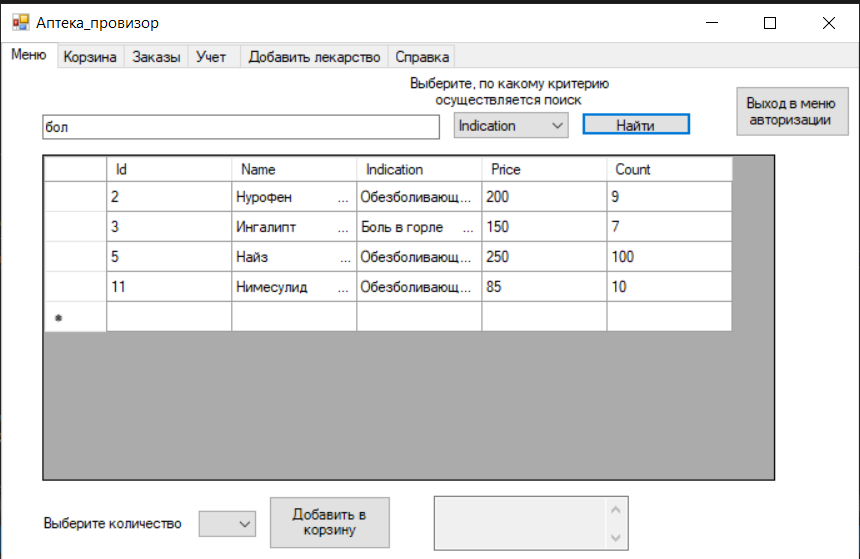 Аптека_провизор
Меню Корзина Заказы Учет Добавить лекарство Справка
Выберите, по какому критерию
осуществляется поиск
Выход в меню
авторизации
бол Indication Найти
Id Name Indication Price Count
2 Нурофен ... Обезболивающ... 200 9
3 Ингалипт ... Боль в горле ... 150 7
5 Найз ... Обезболивающ... 250 100
11 Нимесулид ... Обезболивающ... 85 10
*
Выберите количество
Добавить в
корзину